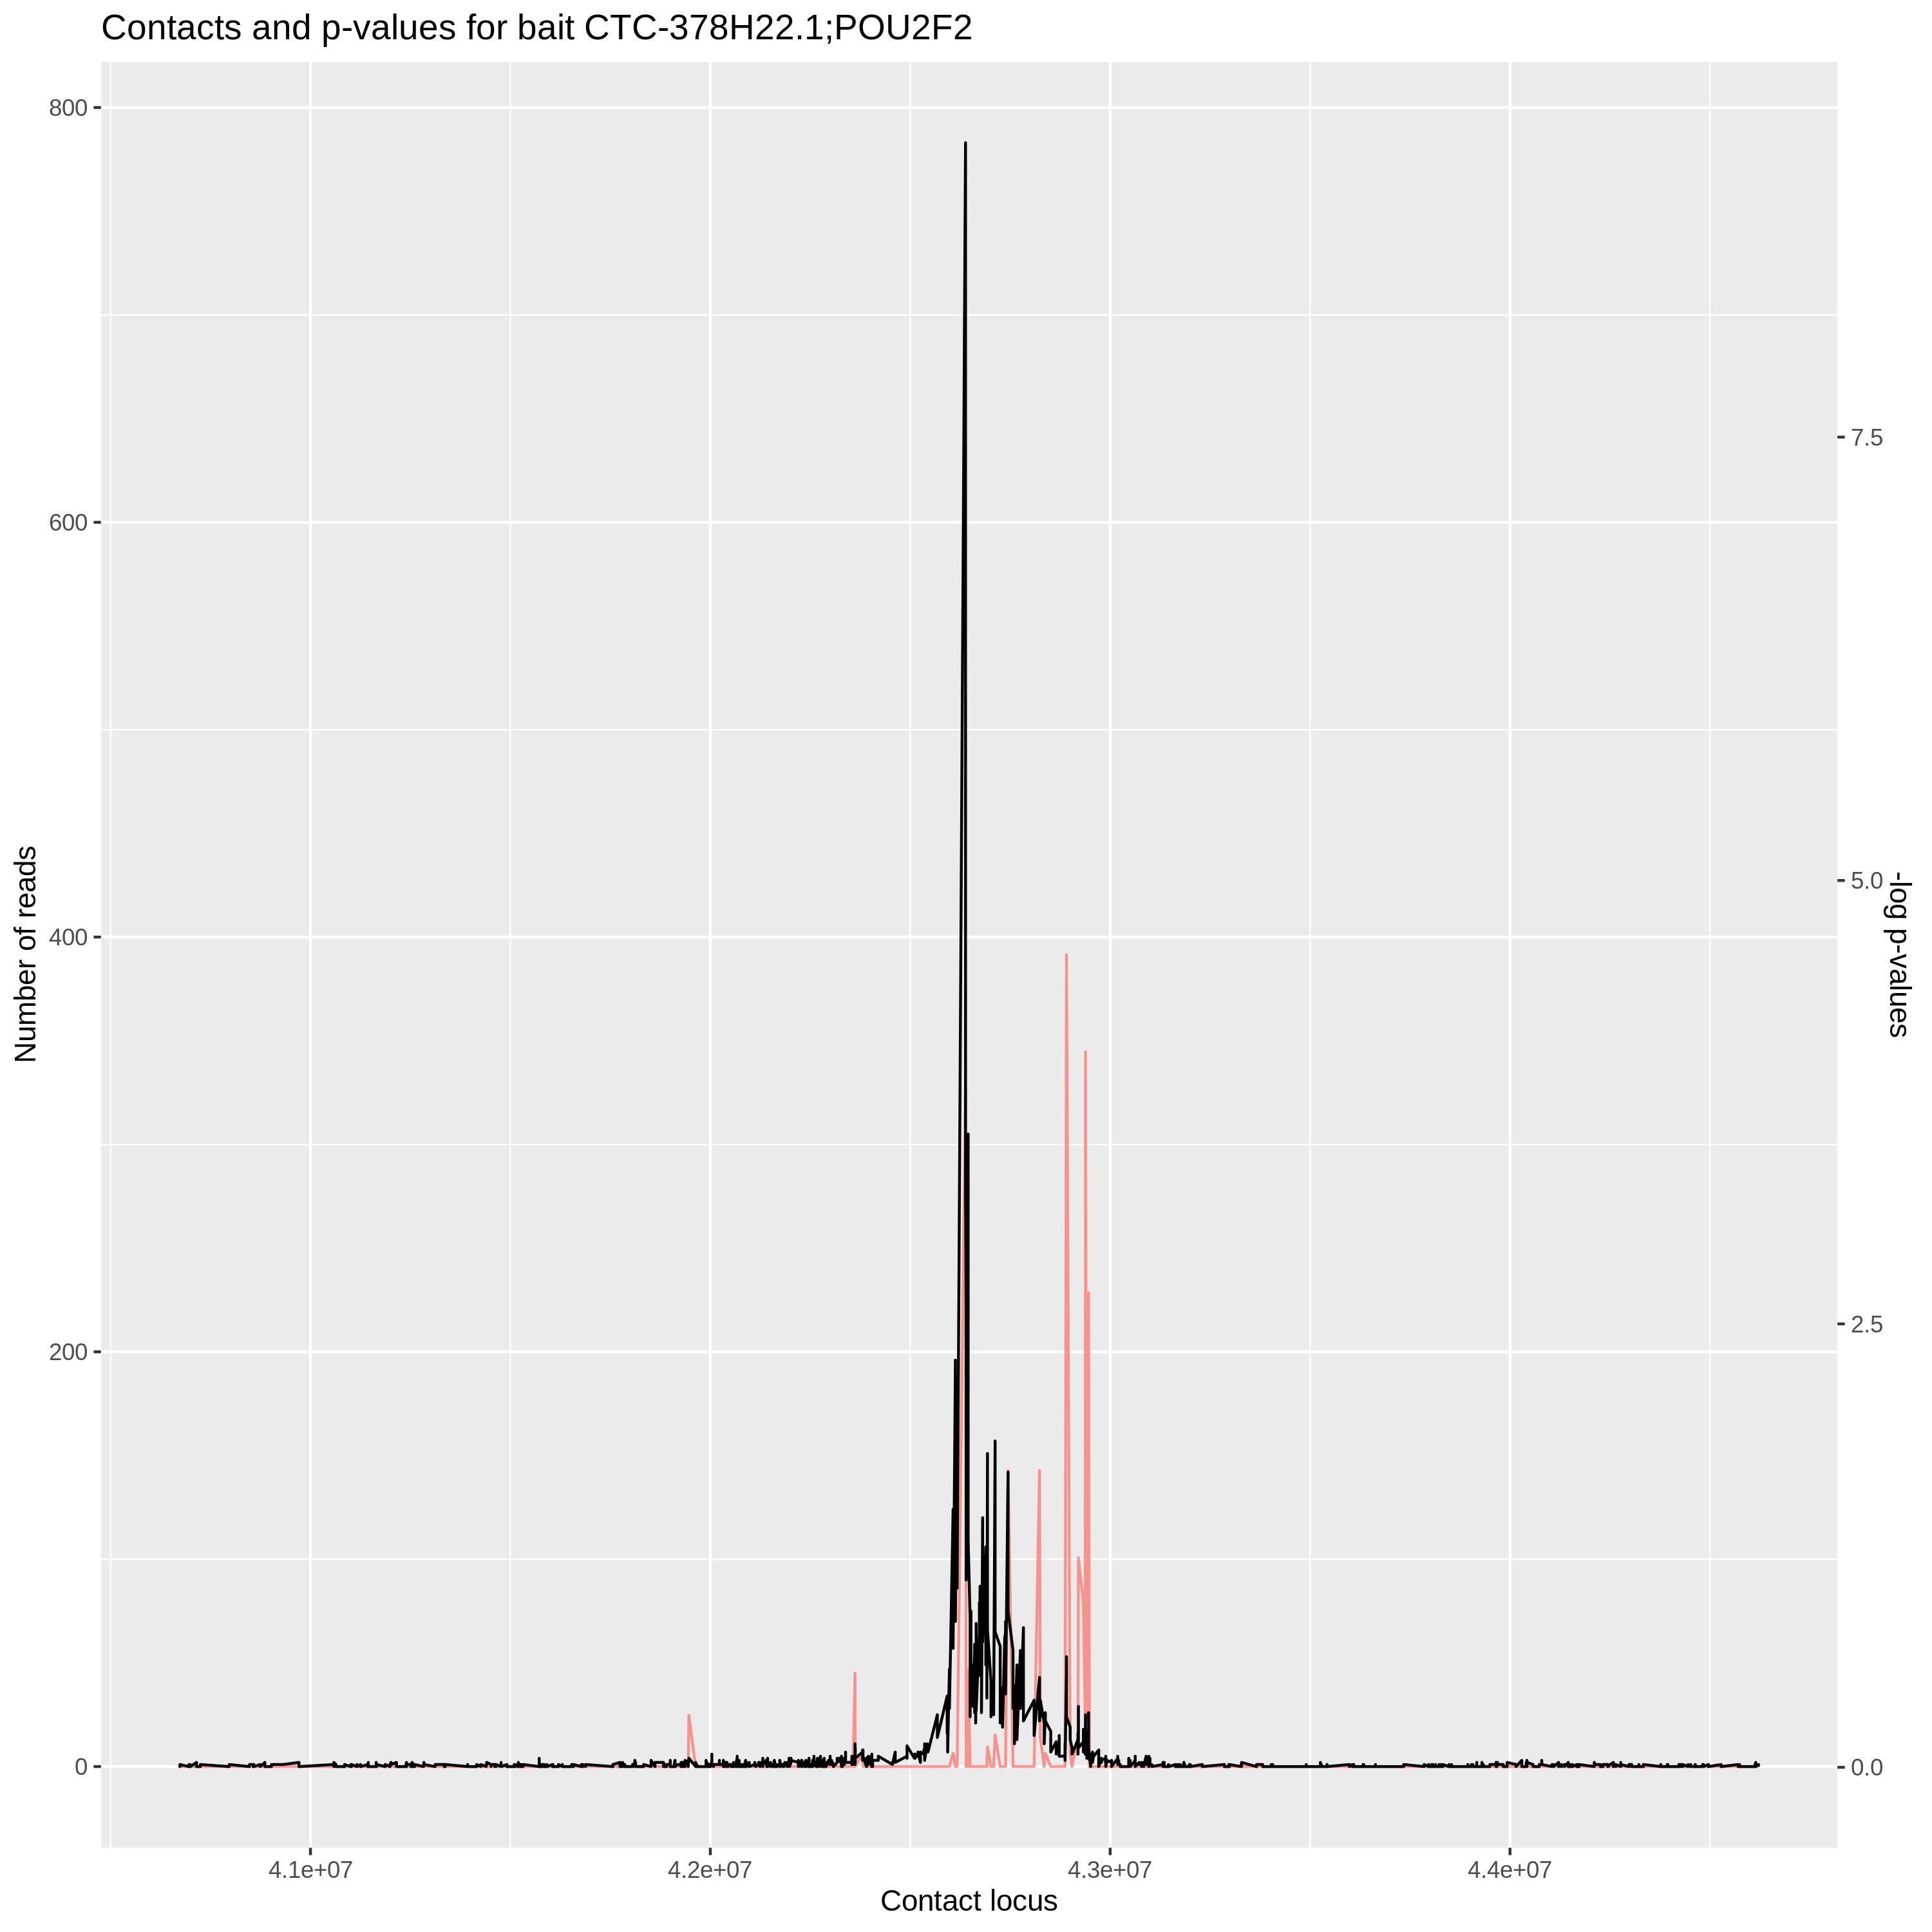 Contacts and p-values for bait CTC-378H22.1;POU2F2
800
600
400
200
0
Number of reads
7.5
5.0
2.5
0.0
-log p-values
4.1e+07
4.2e+07
4.3e+07
4.4e+07
Contact locus